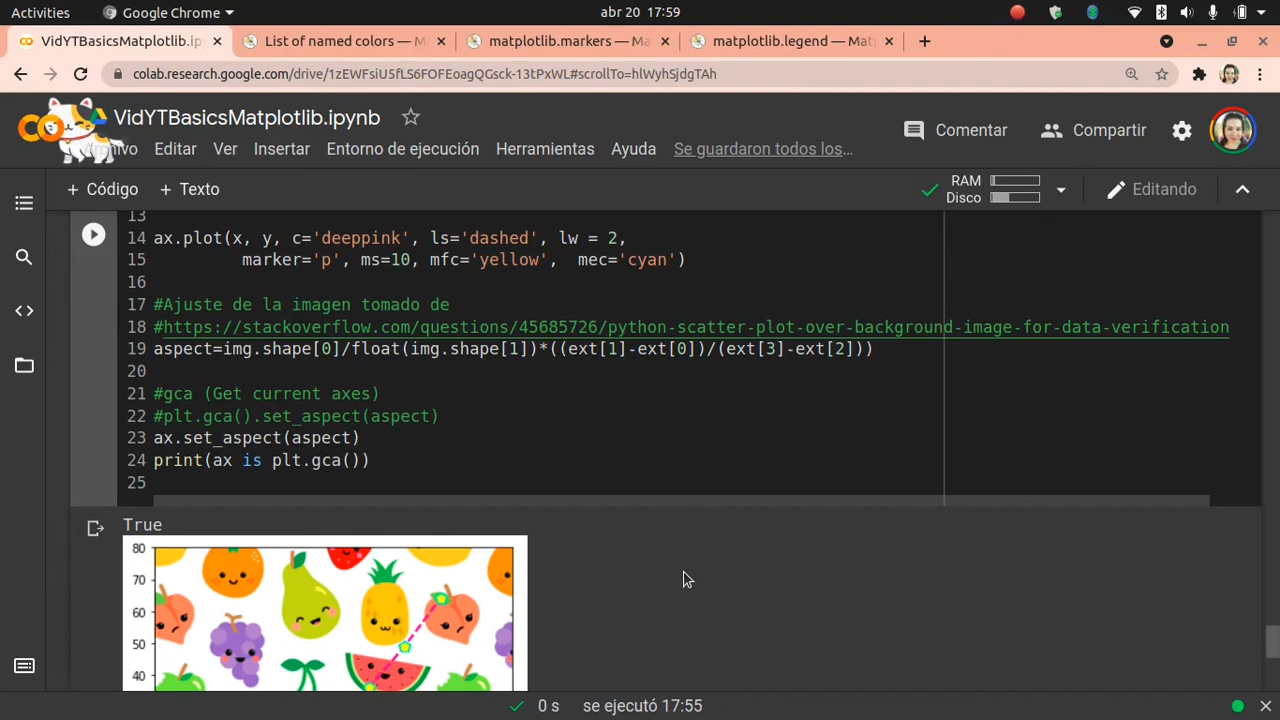 Activities
Google Chrome
abr 20 17:59
VidYTBasicsMatplotlib.ip
List of named colors — M
matplotlib.markers — Ma
matplotlib.legend — Mat
colab.research.google.com/drive/1zEWFsiU5fLS6FOFEoagQGsck-13tPxWL#scrollTo=hlWyhSjdgTAh
VidYTBasicsMatplotlib.ipynb
Comentar
Compartir
Editar
Ver
Insertar
Entorno de ejecución
Herramientas
Ayuda
Se guardaron todos los…
+ Código
+ Texto
RAM
Disco
Editando
13
14 ax.plot(x, y, c='deeppink', ls='dashed', lw = 2,
15 marker='p', ms=10, mfc='yellow', mec='cyan')
16
17 #Ajuste de la imagen tomado de
18 #https://stackoverflow.com/questions/45685726/python-scatter-plot-over-background-image-for-data-verification
19 aspect=img.shape[0]/float(img.shape[1])*((ext[1]-ext[0])/(ext[3]-ext[2]))
20
21 #gca (Get current axes)
22 #plt.gca().set_aspect(aspect)
23 ax.set_aspect(aspect)
24 print(ax is plt.gca())
25
True
80
70
60
50
40
0 s
se ejecutó 17:55